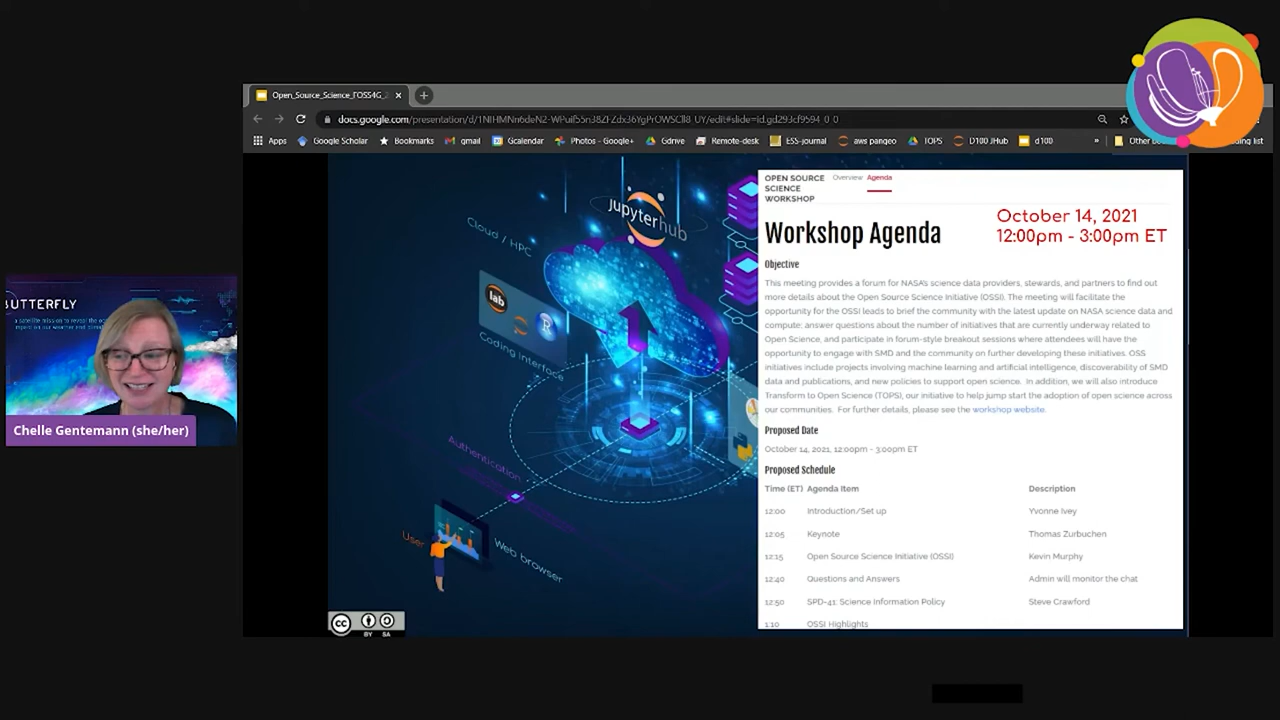 Open_Source_Science_FOSS4G_
docs.google.com/presentation/d/
Apps
Google Scholar
Bookmarks
gmail
Gcalendar
Photos - Google+
Gdrive
Remote-desk
ESS-journal
aws pangeo
TOPS
D100 JHub
d100
»
Other
BUTTERFLY
Chelle Gentemann (she/her)
jupyterhub
Cloud / HPC
lab
R
Coding interface
Authentication
User
Web browser
cc
BY SA
OPEN SOURCE
SCIENCE
WORKSHOP
Overview Agenda
October 14, 2021
12:00pm - 3:00pm ET
Workshop Agenda
Objective
This meeting provides a forum for NASA's science data providers, stewards, and partners to find out
more details about the Open Source Science Initiative (OSSI). The meeting will facilitate the
opportunity for the OSSI leads to brief the community with the latest update on NASA science data and
compute; answer questions about the number of initiatives that are currently underway related to
Open Science, and participate in forum-style breakout sessions where attendees will have the
opportunity to engage with SMD and the community on further developing these initiatives. OSS
initiatives include projects involving machine learning and artificial intelligence, discoverability of SMD
data and publications, and new policies to support open science. In addition, we will also introduce
Transform to Open Science (TOPS), our initiative to help jump start the adoption of open science across
our communities. For further details, please see the workshop website.
Proposed Date
October 14, 2021, 12:00pm - 3:00pm ET
Proposed Schedule
Time (ET) Agenda Item Description
12:00 Introduction/Set up Yvonne Ivey
12:05 Keynote Thomas Zurbuchen
12:15 Open Source Science Initiative (OSSI) Kevin Murphy
12:40 Questions and Answers Admin will monitor the chat
12:50 SPD-41: Science Information Policy Steve Crawford
1:10 OSSI Highlights